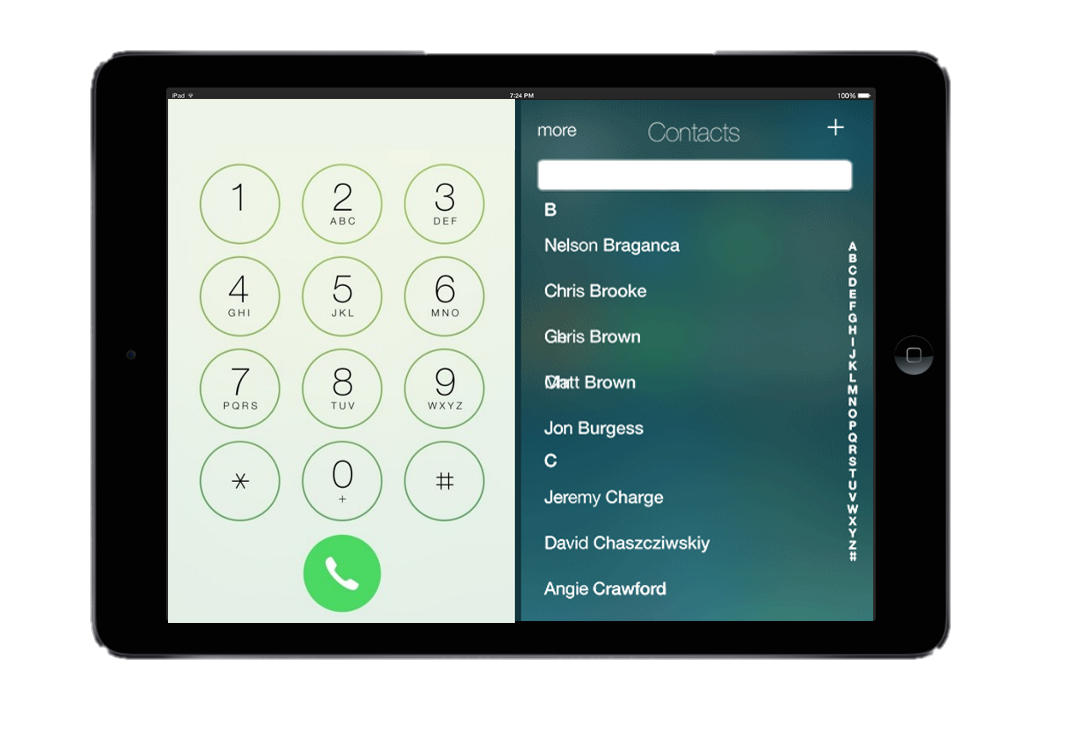 iPad
7:24 PM
100%
1
2
ABC
3
DEF
4
GHI
5
JKL
6
MNO
7
PQRS
8
TUV
9
WXYZ
*
0
+
#
more
Contacts
+
B
Nelson Braganca
Chris Brooke
Brown
Brown
Jon Burgess
C
Jeremy Charge
David Chaszcziwskiy
Angie Crawford
A
B
C
D
E
F
G
H
I
J
K
L
M
N
O
P
Q
R
S
T
U
V
W
X
Y
Z
#